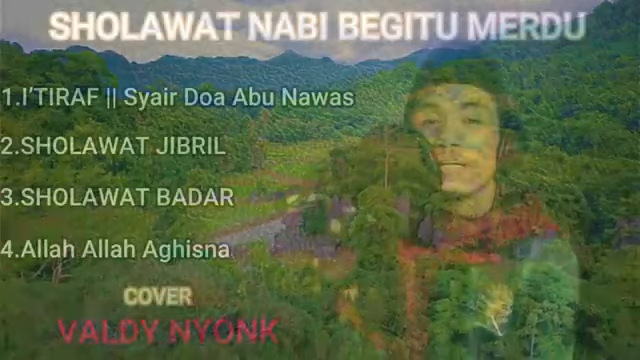 SHOLAWAT NABI BEGITU MERDU
1.I'TIRAF || Syair Doa Abu Nawas
2.SHOLAWAT JIBRIL
3.SHOLAWAT BADAR
4.Allah Allah Aghisna
COVER
VALDY NYONK